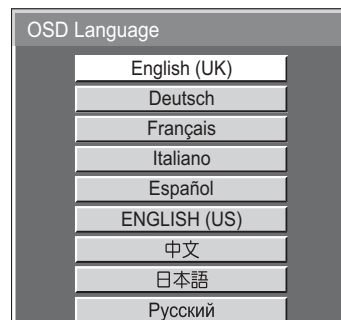 OSD Language
English (UK)
Deutsch
Français
Italiano
Español
ENGLISH (US)
中文
日本語
Русский